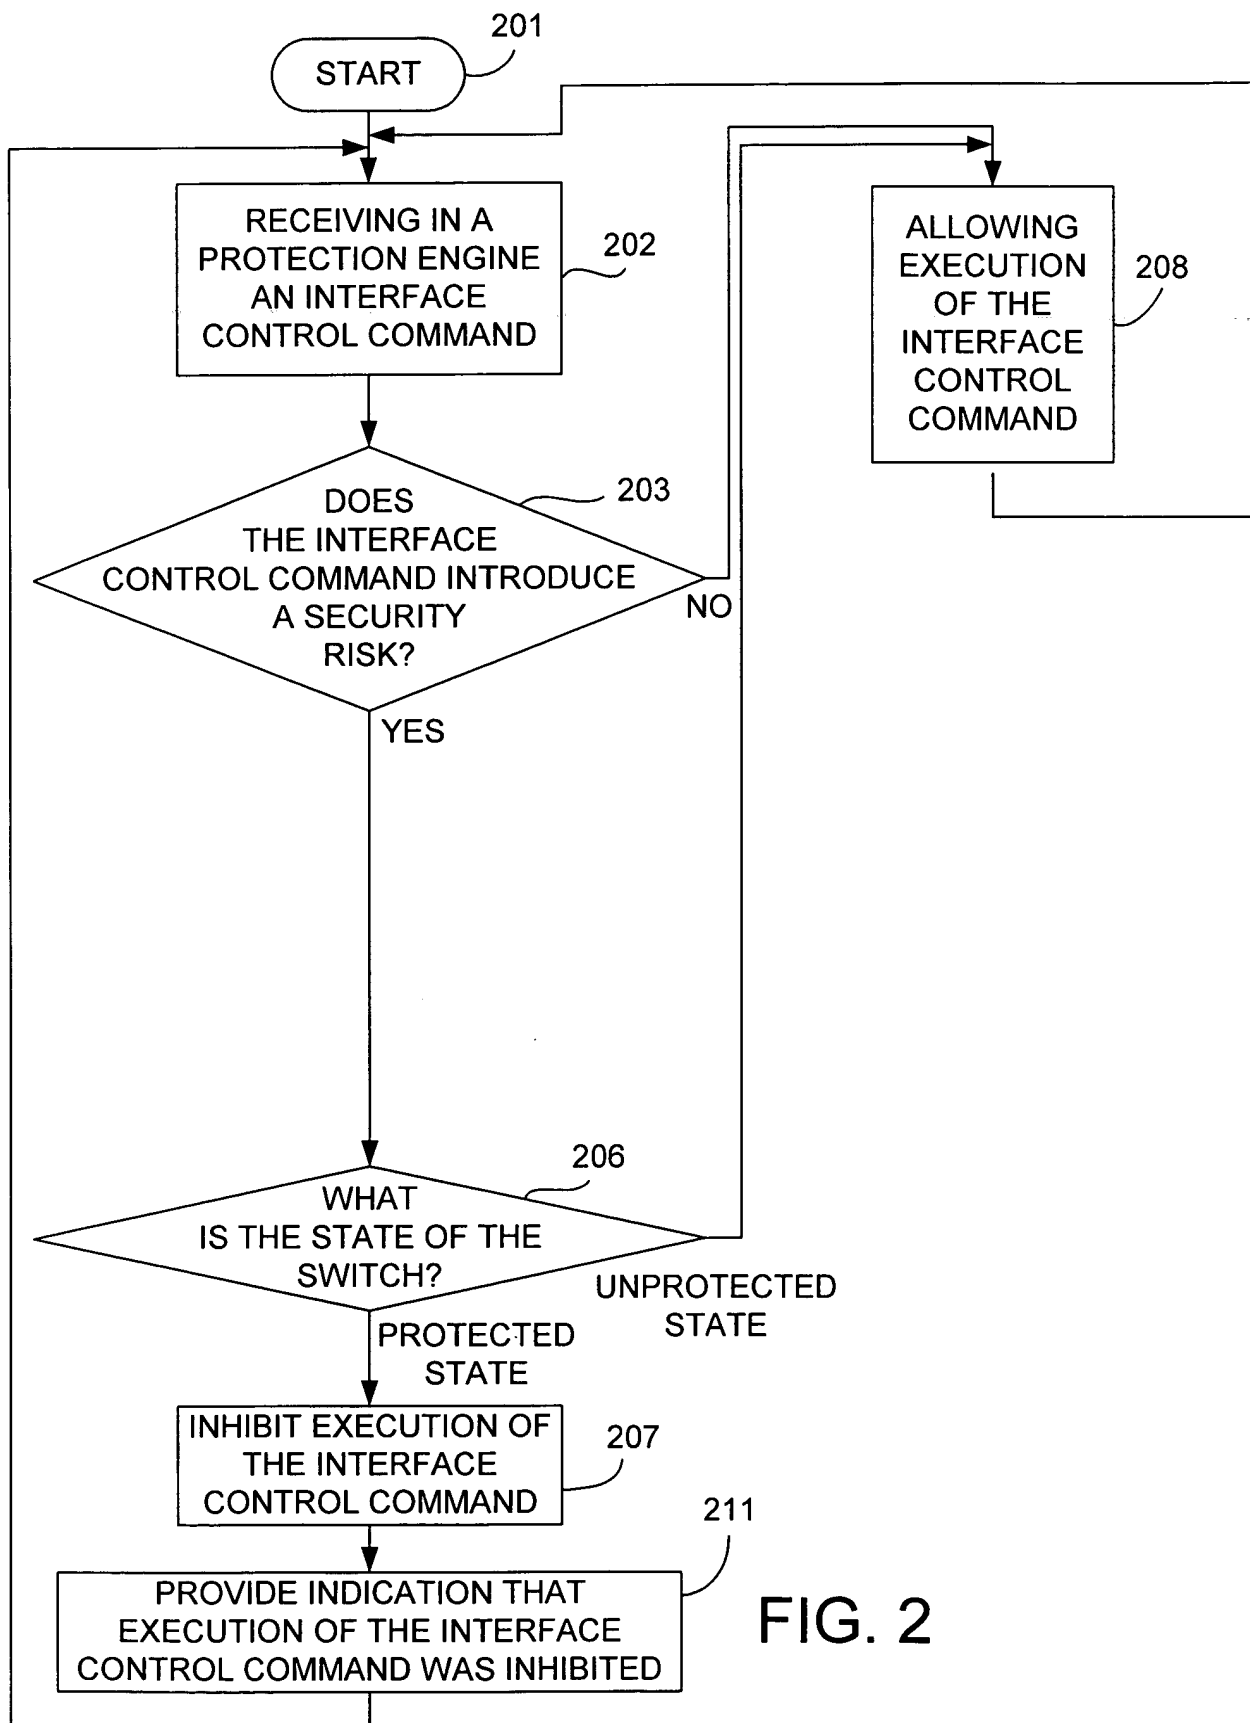 201
START
RECEIVING IN A
PROTECTION ENGINE
AN INTERFACE
CONTROL COMMAND
202
ALLOWING
EXECUTION
OF THE
INTERFACE
CONTROL
COMMAND
208
DOES
THE INTERFACE
CONTROL COMMAND INTRODUCE
A SECURITY
RISK?
203
NO
YES
WHAT
IS THE STATE OF THE
SWITCH?
206
UNPROTECTED
STATE
PROTECTED
STATE
INHIBIT EXECUTION OF
THE INTERFACE
CONTROL COMMAND
207
PROVIDE INDICATION THAT
EXECUTION OF THE INTERFACE
CONTROL COMMAND WAS INHIBITED
211
FIG. 2